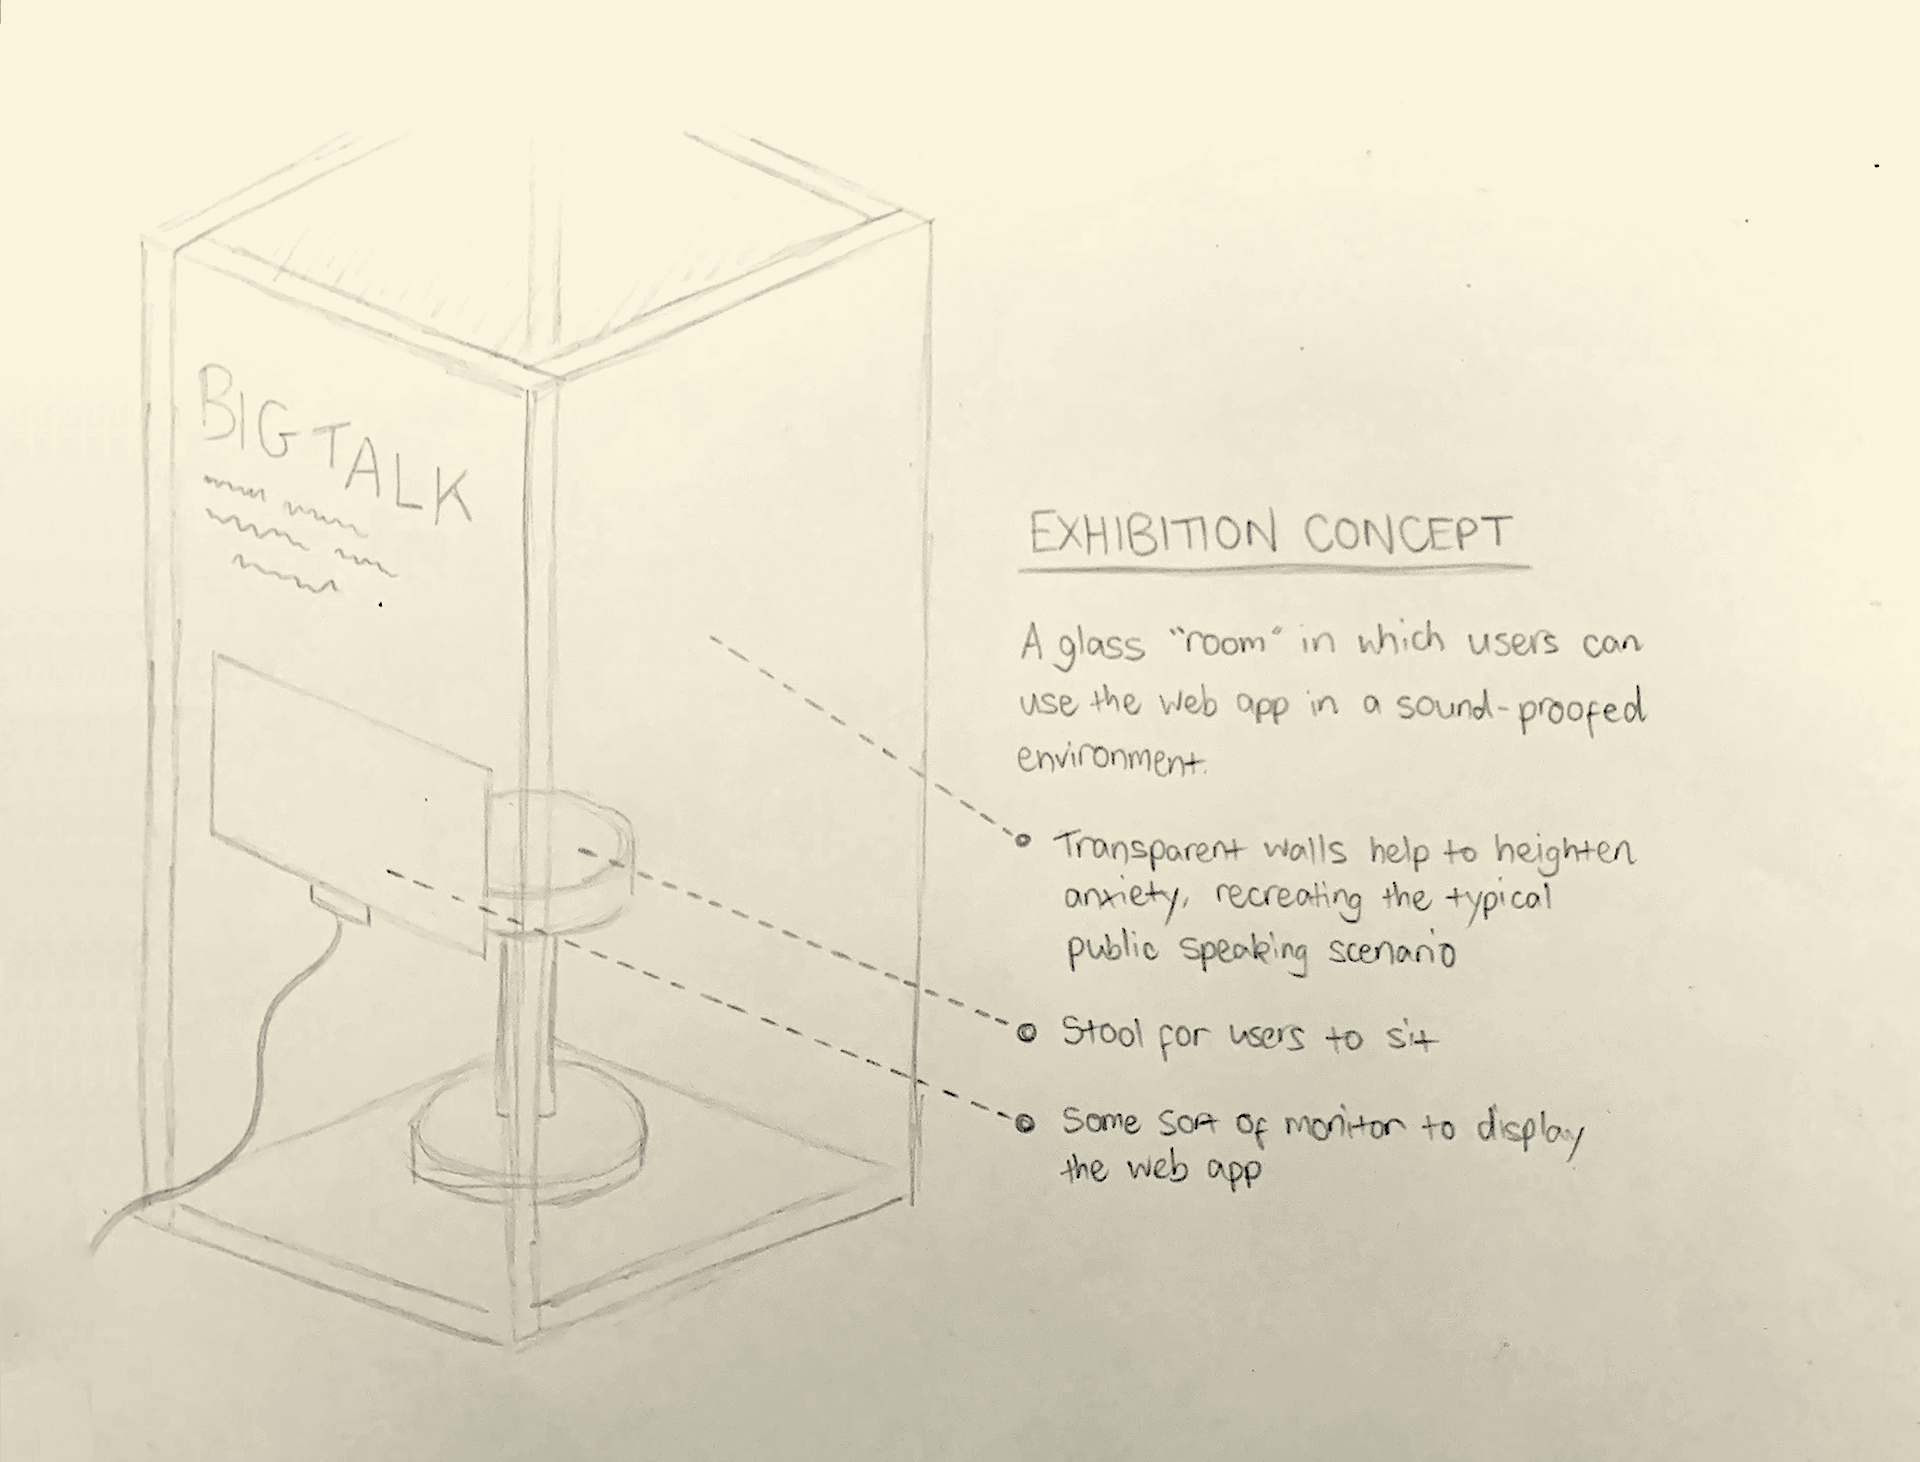 BIG TALK
EXHIBITION CONCEPT
A glass "room" in which users can
use the web app in a sound-proofed
environment.
Transparent walls help to heighten
anxiety, recreating the typical
public speaking scenario
Stool for users to sit
Some sort of monitor to display
the web app